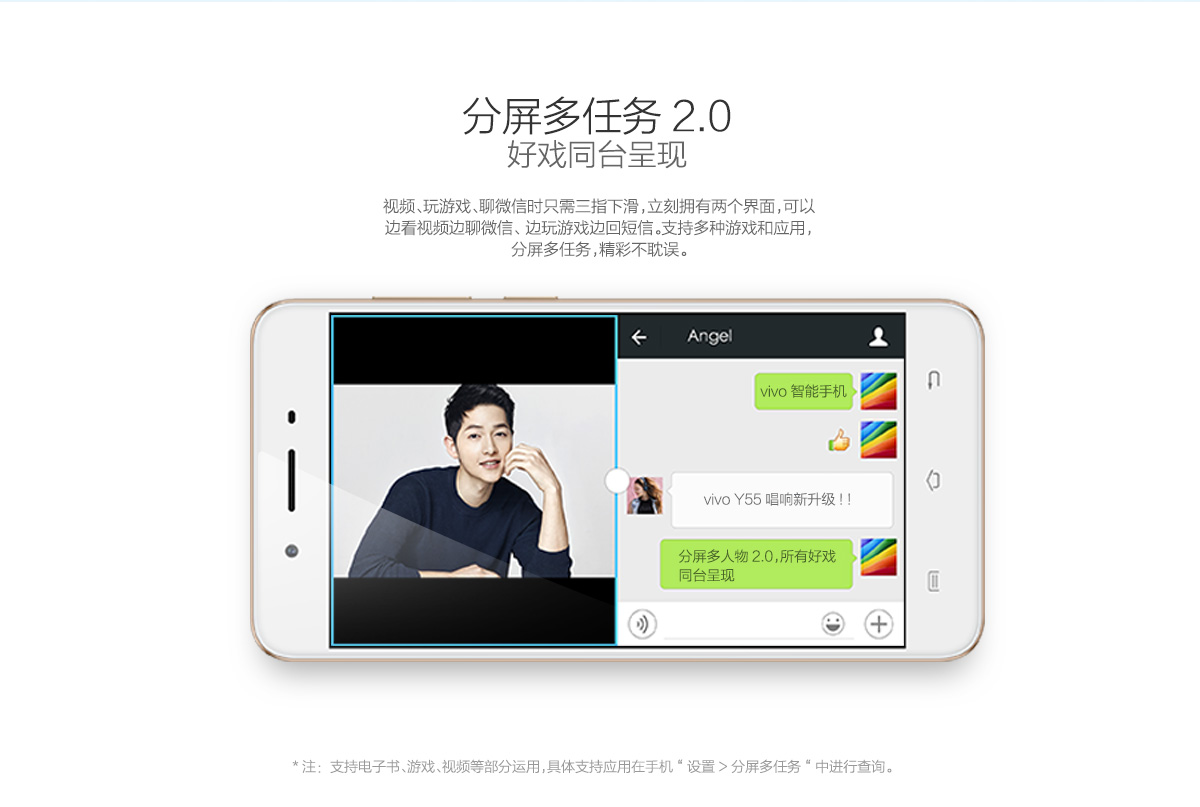 分屏多任务 2.0
好戏同台呈现
视频、玩游戏、聊微信时只需三指下滑,立刻拥有两个界面,可以
边看视频边聊微信、边玩游戏边回短信。支持多种游戏和应用,
分屏多任务,精彩不耽误。
Angel
vivo 智能手机
vivo Y55 唱响新升级 ! !
分屏多人物 2.0,所有好戏
同台呈现
* 注: 支持电子书、游戏、视频等部分运用,具体支持应用在手机 “ 设置 > 分屏多任务 “ 中进行查询。